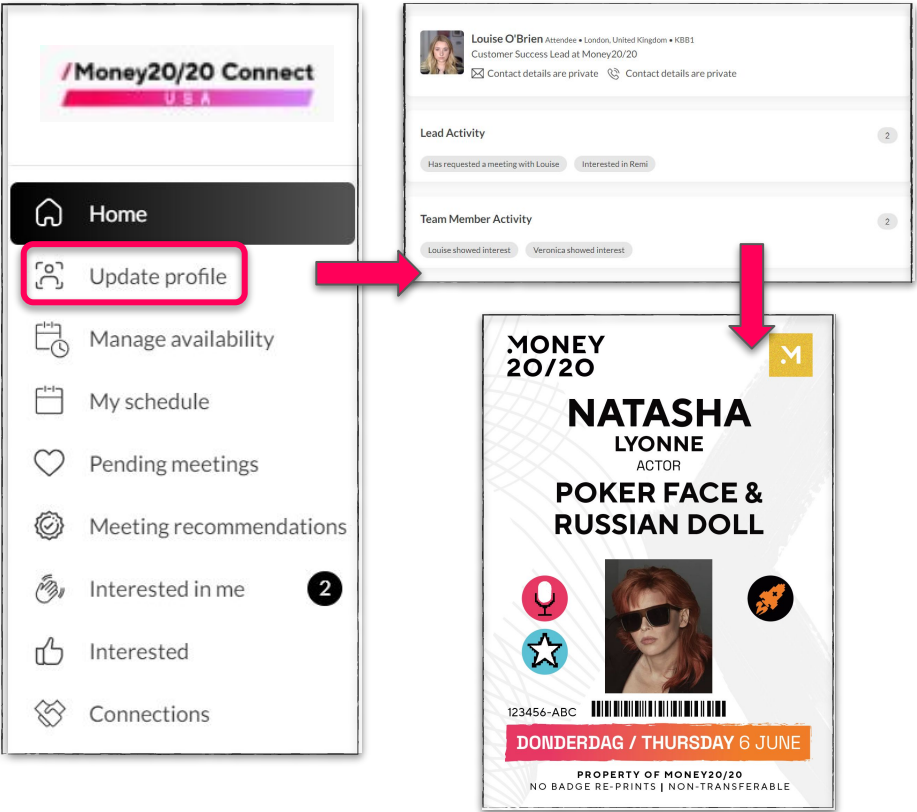 /Money20/20 Connect
USA
Home
Update profile
Manage availability
My schedule
Pending meetings
Meeting recommendations
Interested in me 2
Interested
Connections
Louise O'Brien Attendee • London, United Kingdom • KBB1
Customer Success Lead at Money20/20
Contact details are private Contact details are private
Lead Activity 2
Has requested a meeting with Louise Interested in Remi
Team Member Activity 2
Louise showed interest Veronica showed interest
MONEY
20/20
M
NATASHA
LYONNE
ACTOR
POKER FACE &
RUSSIAN DOLL
123456-ABC
DONDERDAG / THURSDAY 6 JUNE
PROPERTY OF MONEY20/20
NO BADGE RE-PRINTS | NON-TRANSFERABLE